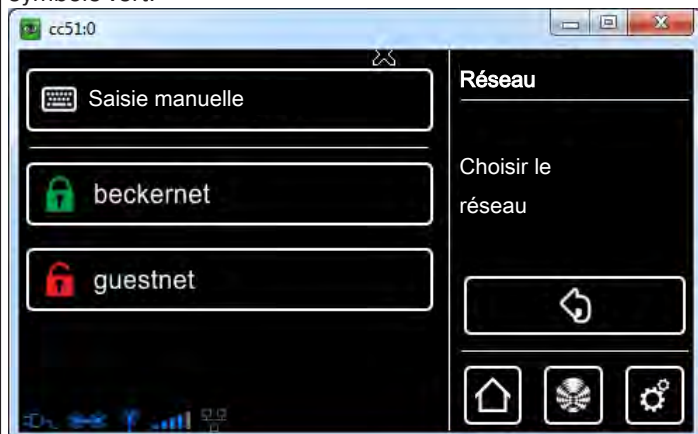 cc51:0
Saisie manuelle
Réseau
Choisir le
réseau
beckernet
guestnet